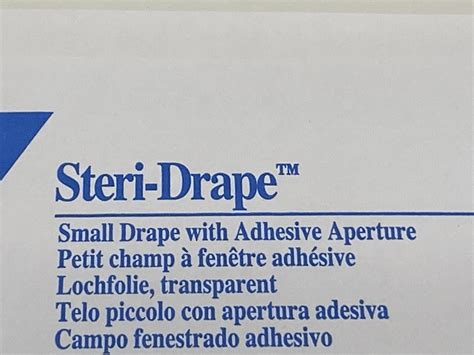 Steri-Drape™
Small Drape with Adhesive Aperture
Petit champ à fenêtre adhésive
Lochfolie, transparent
Telo piccolo con apertura adesiva
Campo fenestrado adhesivo